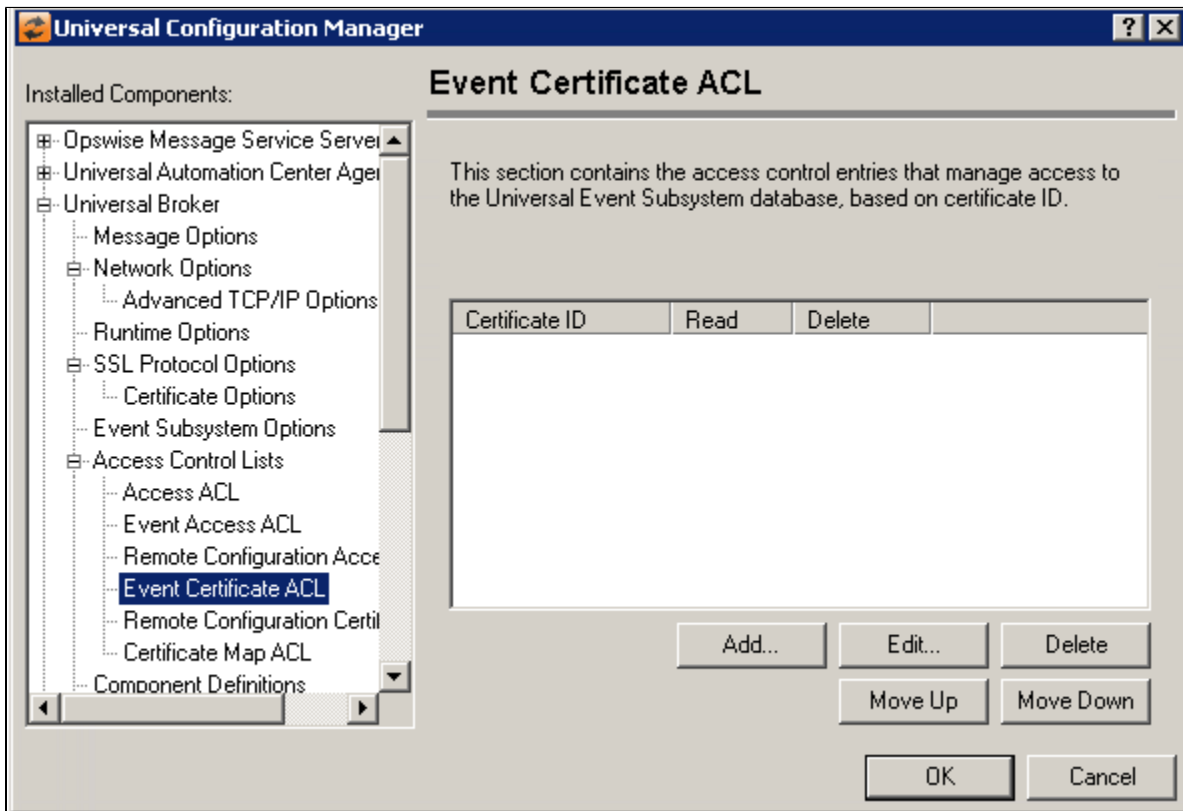 Universal Configuration Manager
Installed Components:
Opswise Message Service Server
Universal Automation Center Ager
Universal Broker
Message Options
Network Options
Advanced TCP/IP Options
Runtime Options
SSL Protocol Options
Certificate Options
Event Subsystem Options
Access Control Lists
Access ACL
Event Access ACL
Remote Configuration Acce
Event Certificate ACL
Remote Configuration Certif
Certificate Map ACL
Component Definitions
Event Certificate ACL
This section contains the access control entries that manage access to
the Universal Event Subsystem database, based on certificate ID.
Certificate ID Read Delete
Add... Edit... Delete
Move Up Move Down
OK Cancel